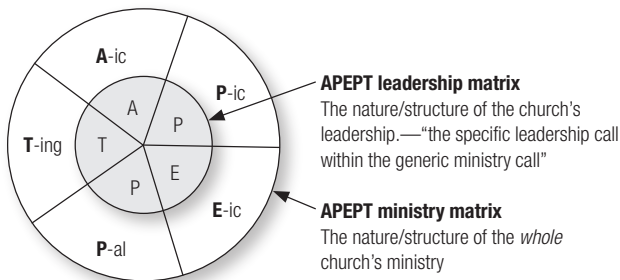 A-ic
P-ic
E-ic
P-al
T-ing
A
P
E
P
T
APEPT leadership matrix
The nature/structure of the church’s
leadership.—“the specific leadership call
within the generic ministry call”
APEPT ministry matrix
The nature/structure of the whole
church’s ministry